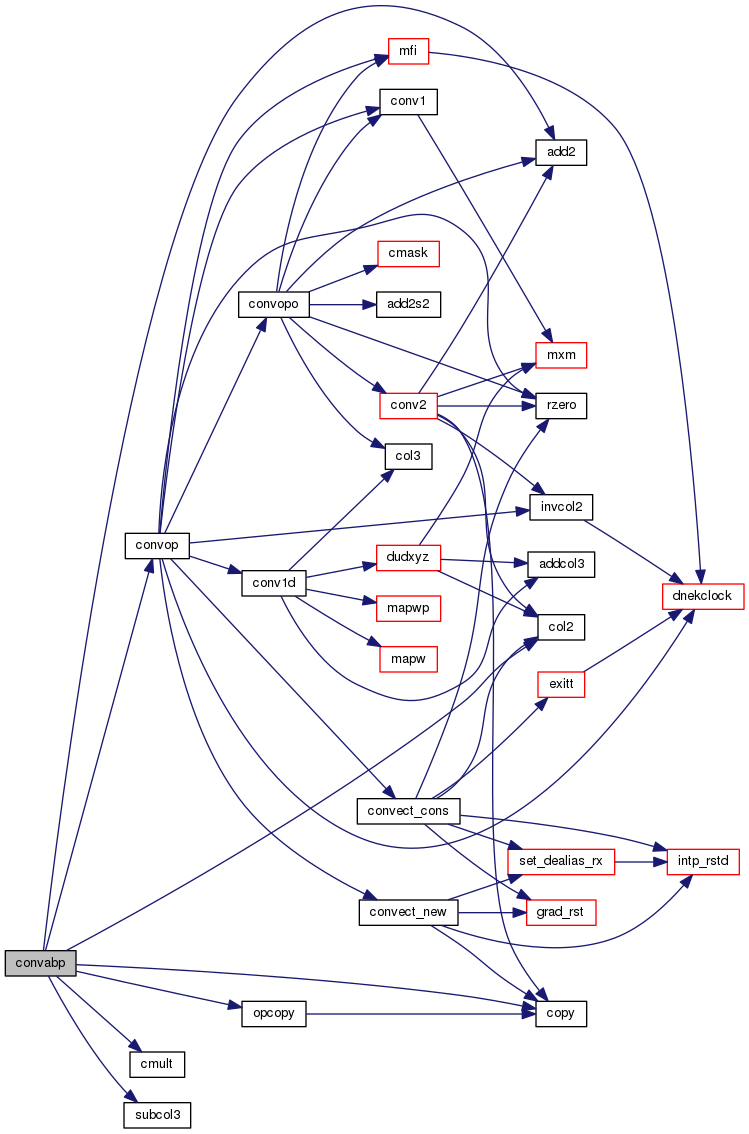 mfi
conv1
add2
cmask
convopo
add2s2
mxm
conv2
rzero
col3
invcol2
convop
dudxyz
addcol3
conv1d
dnekclock
mapwp
col2
mapw
exitt
convect_cons
set_dealias_rx
intp_rstd
convect_new
grad_rst
convabp
opcopy
copy
cmult
subcol3